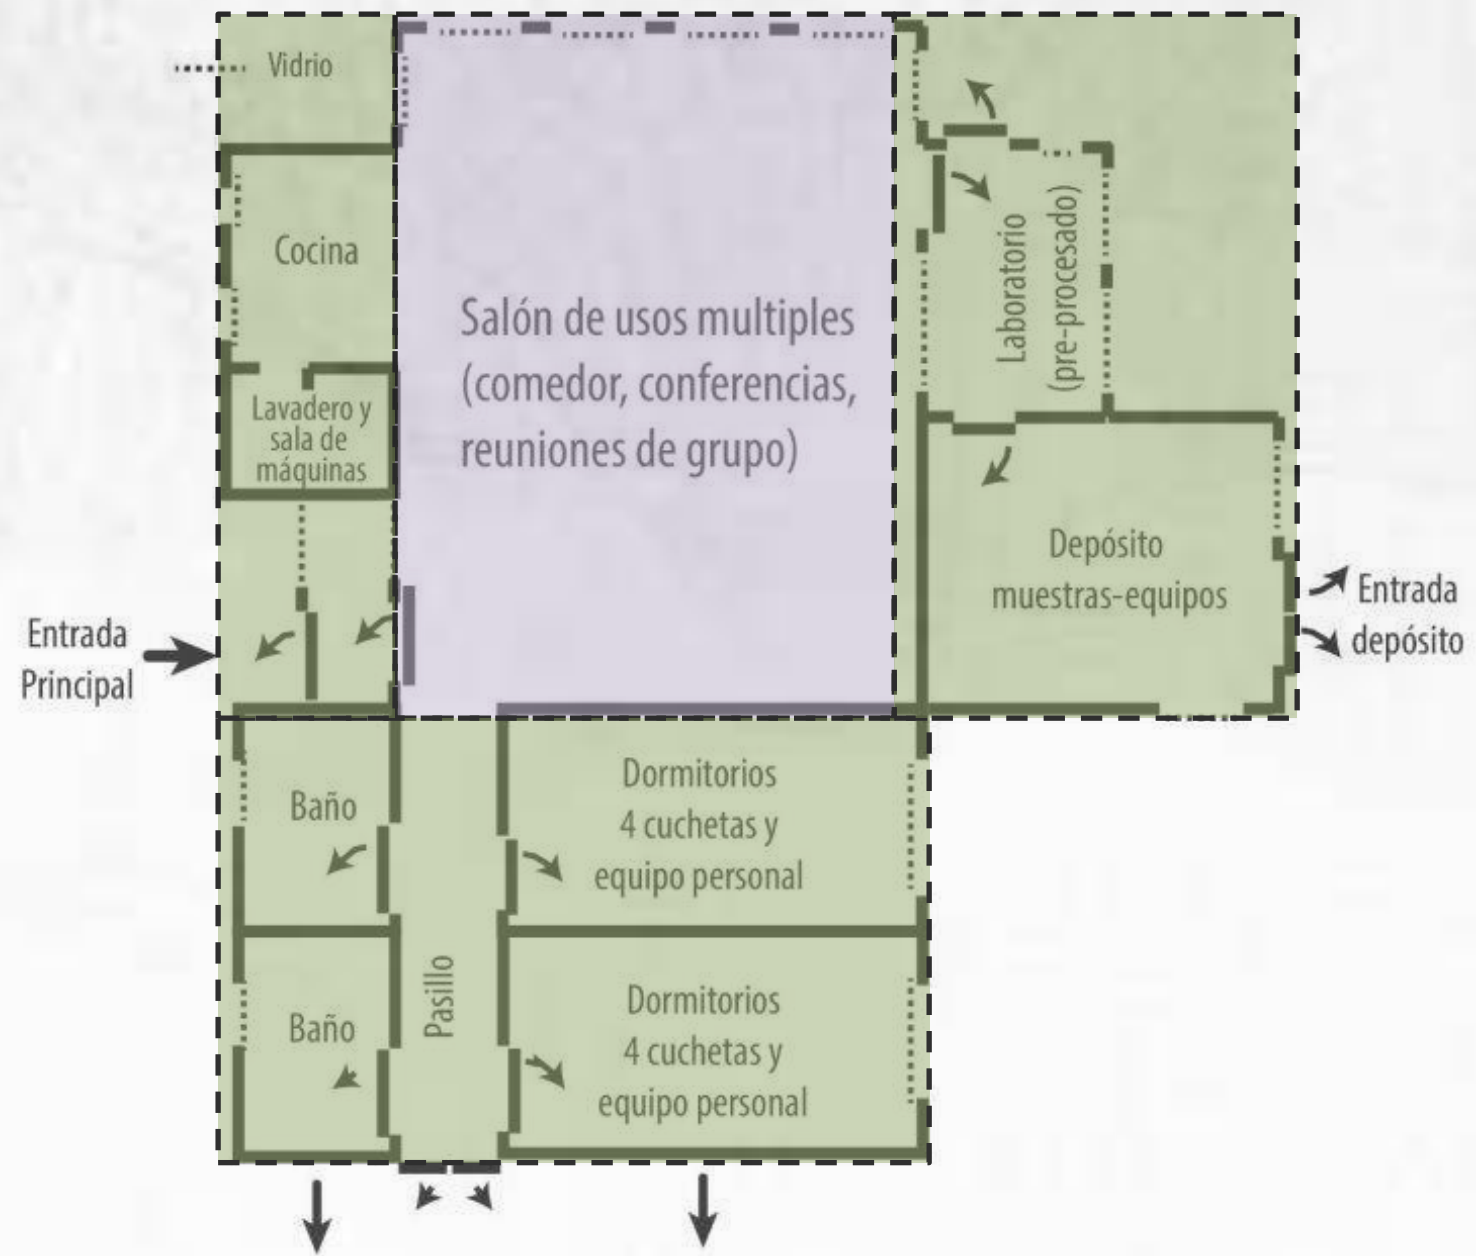 Vidrio
Cocina
Lavadero y
sala de
máquinas
Salón de usos multiples
(comedor, conferencias,
reuniones de grupo)
Laboratorio
(pre-procesado)
Depósito
muestras-equipos
Entrada
depósito
Entrada
Principal
Baño
Dormitorios
4 cuchetas y
equipo personal
Pasillo
Baño
Dormitorios
4 cuchetas y
equipo personal